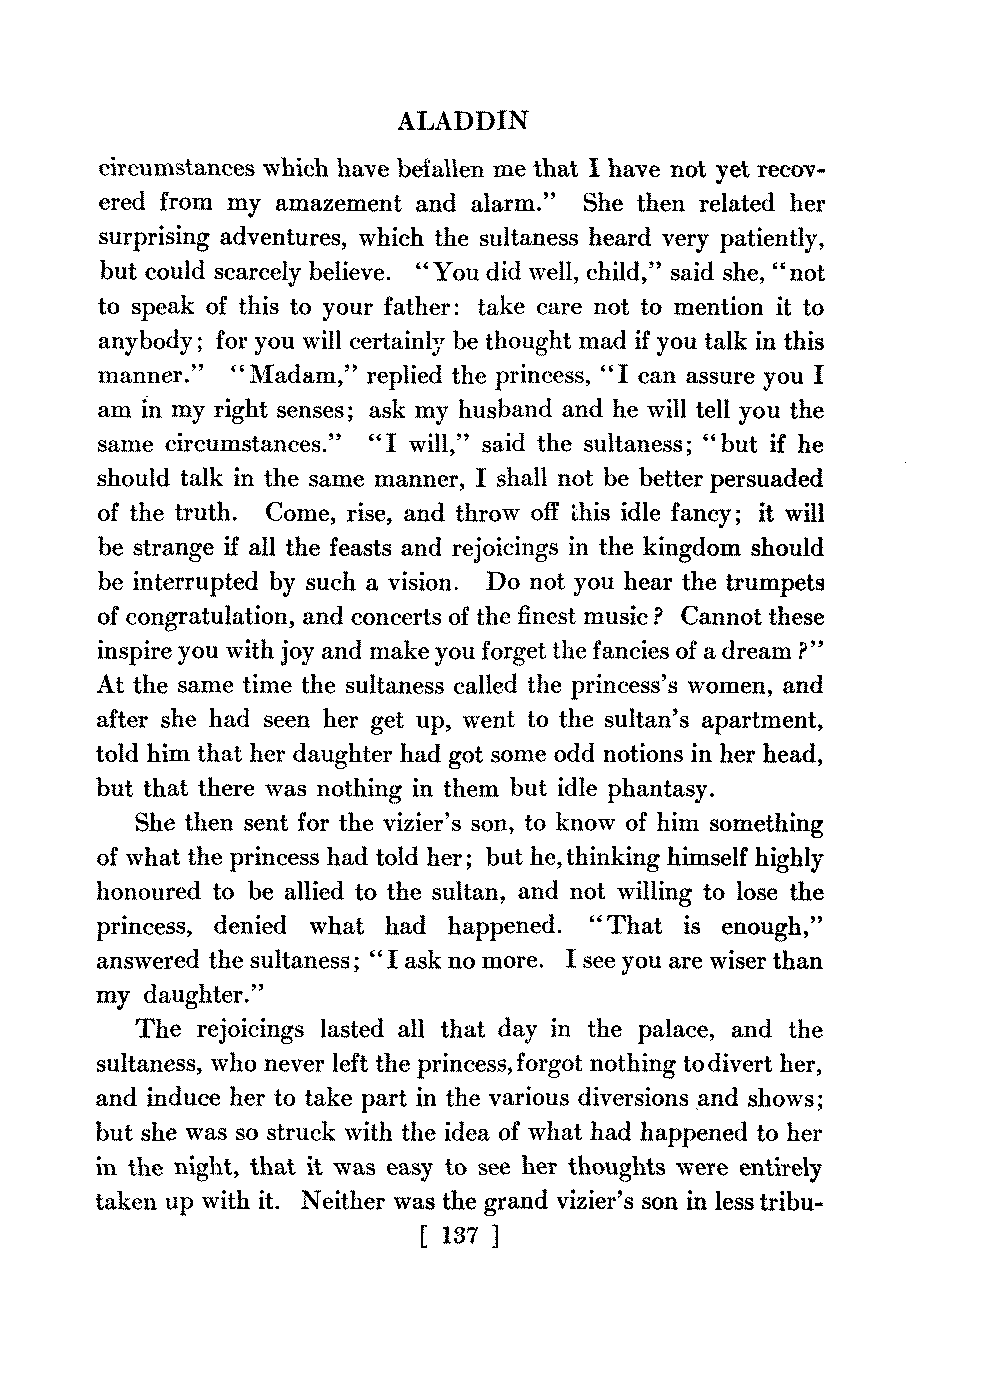 ALADDIN
circumstances which have befallen me that I have not yet recov-
ered from my amazement and alarm.” She then related her
surprising adventures, which the sultaness heard very patiently,
but could scarcely believe. “You did well, child,” said she, “not
to speak of this to your father: take care not to mention it to
anybody; for you will certainly be thought mad if you talk in this
manner.” “Madam,” replied the princess, “I can assure you I
am in my right senses; ask my husband and he will tell you the
same circumstances.” “I will,” said the sultaness; “but if he
should talk in the same manner, I shall not be better persuaded
of the truth. Come, rise, and throw off this idle fancy; it will
be strange if all the feasts and rejoicings in the kingdom should
be interrupted by such a vision. Do not you hear the trumpets
of congratulation, and concerts of the finest music? Cannot these
inspire you with joy and make you forget the fancies of a dream?”
At the same time the sultaness called the princess’s women, and
after she had seen her get up, went to the sultan’s apartment,
told him that her daughter had got some odd notions in her head,
but that there was nothing in them but idle phantasy.
She then sent for the vizier’s son, to know of him something
of what the princess had told her; but he, thinking himself highly
honoured to be allied to the sultan, and not willing to lose the
princess, denied what had happened. “That is enough,”
answered the sultaness; “I ask no more. I see you are wiser than
my daughter.”
The rejoicings lasted all that day in the palace, and the
sultaness, who never left the princess, forgot nothing to divert her,
and induce her to take part in the various diversions and shows;
but she was so struck with the idea of what had happened to her
in the night, that it was easy to see her thoughts were entirely
taken up with it. Neither was the grand vizier’s son in less tribu-
[ 137 ]